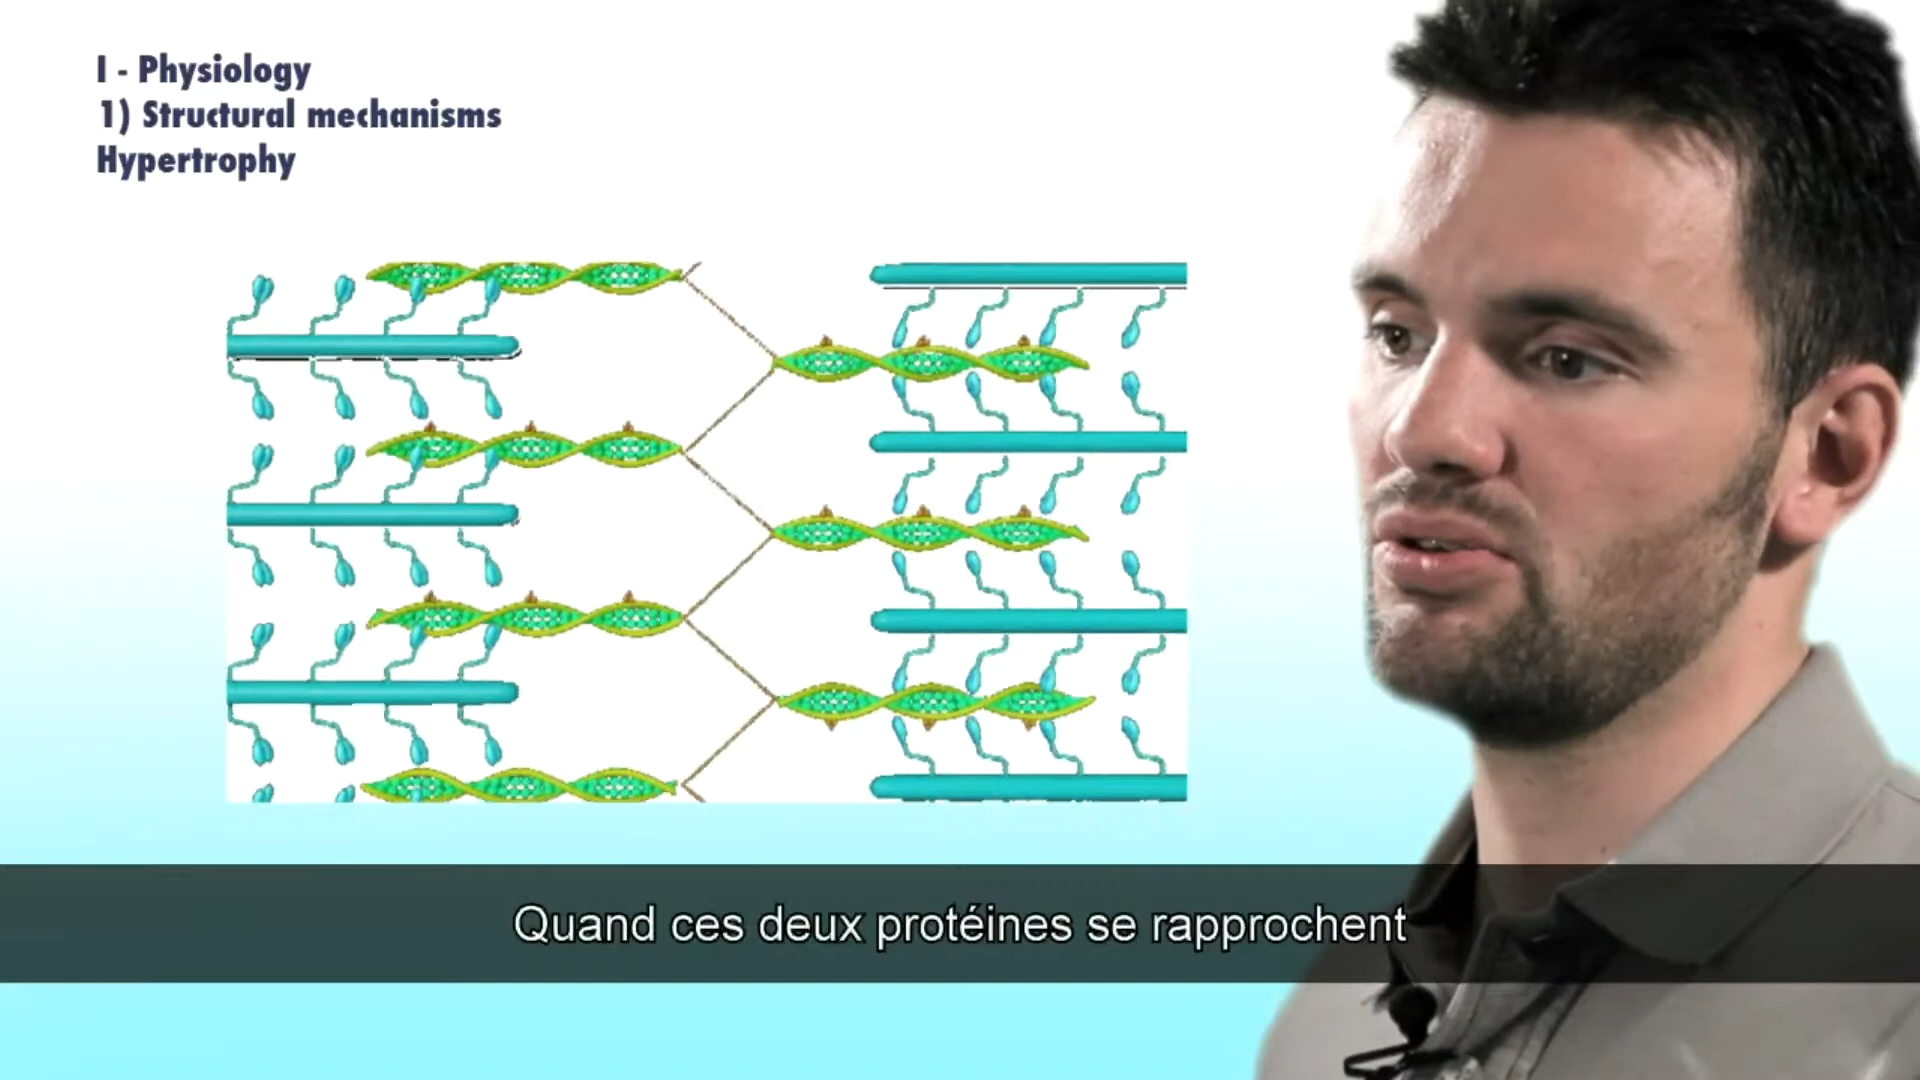 I - Physiology
1) Structural mechanisms
Hypertrophy
Quand ces deux protéines se rapprochent